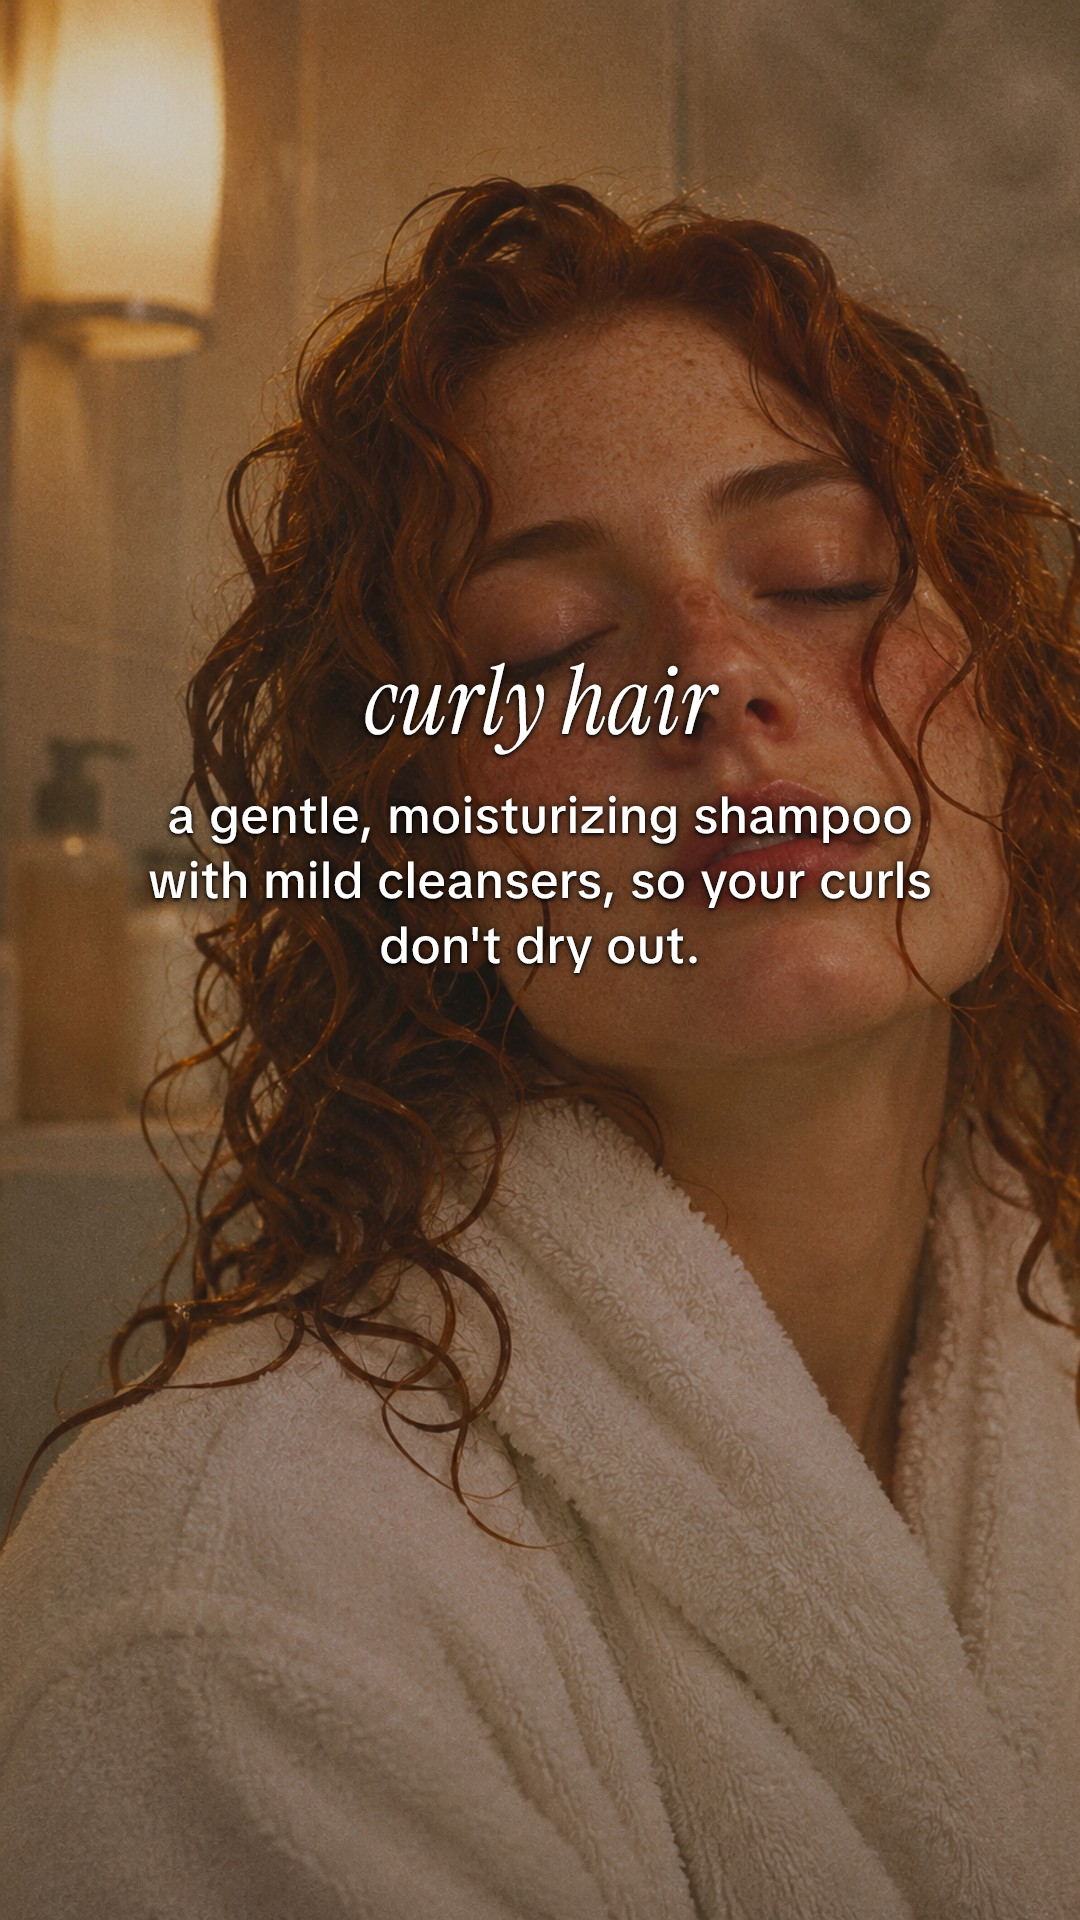 curly hair
a gentle, moisturizing shampoo
with mild cleansers, so your curls
don't dry out.